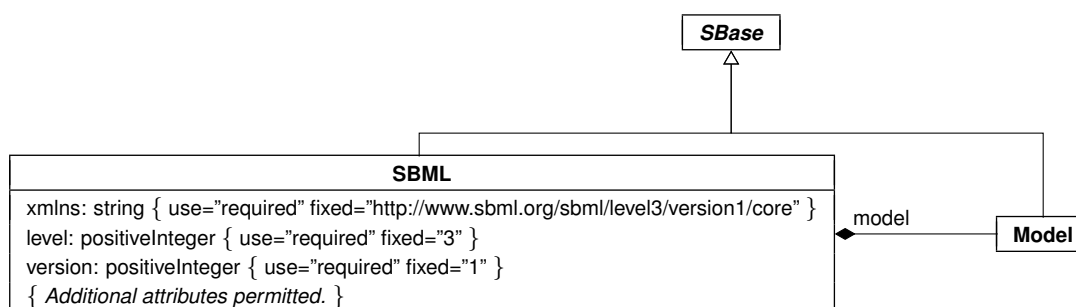 SBase
SBML
xmlns: string { use=”required” fixed=”http://www.sbml.org/sbml/level3/version1/core” }
level: positiveInteger { use=”required” fixed=”3” }
version: positiveInteger { use=”required” fixed=”1” }
{ Additional attributes permitted. }
model
Model